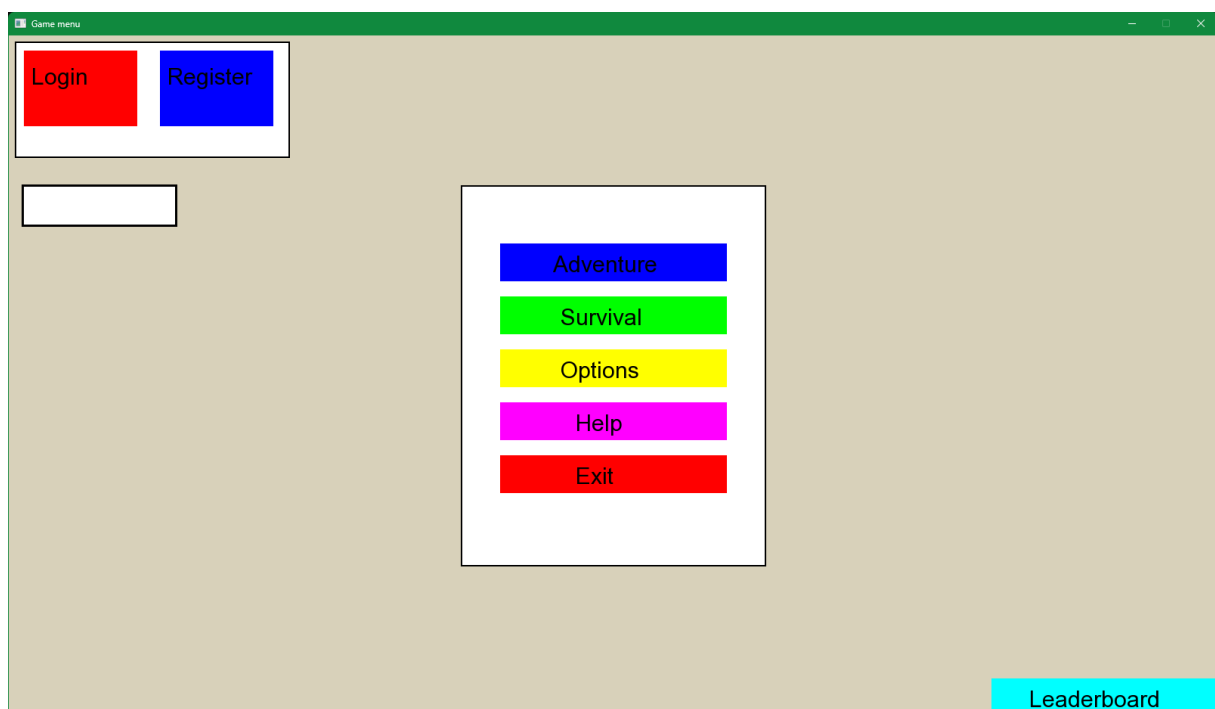 Game menu
Login Register
Adventure
Survival
Options
Help
Exit
Leaderboard